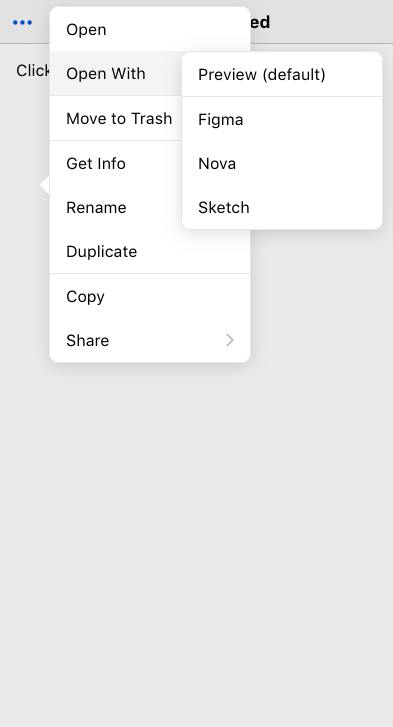 ed
Click
Open
Open With
Move to Trash
Get Info
Rename
Duplicate
Copy
Share
Preview (default)
Figma
Nova
Sketch